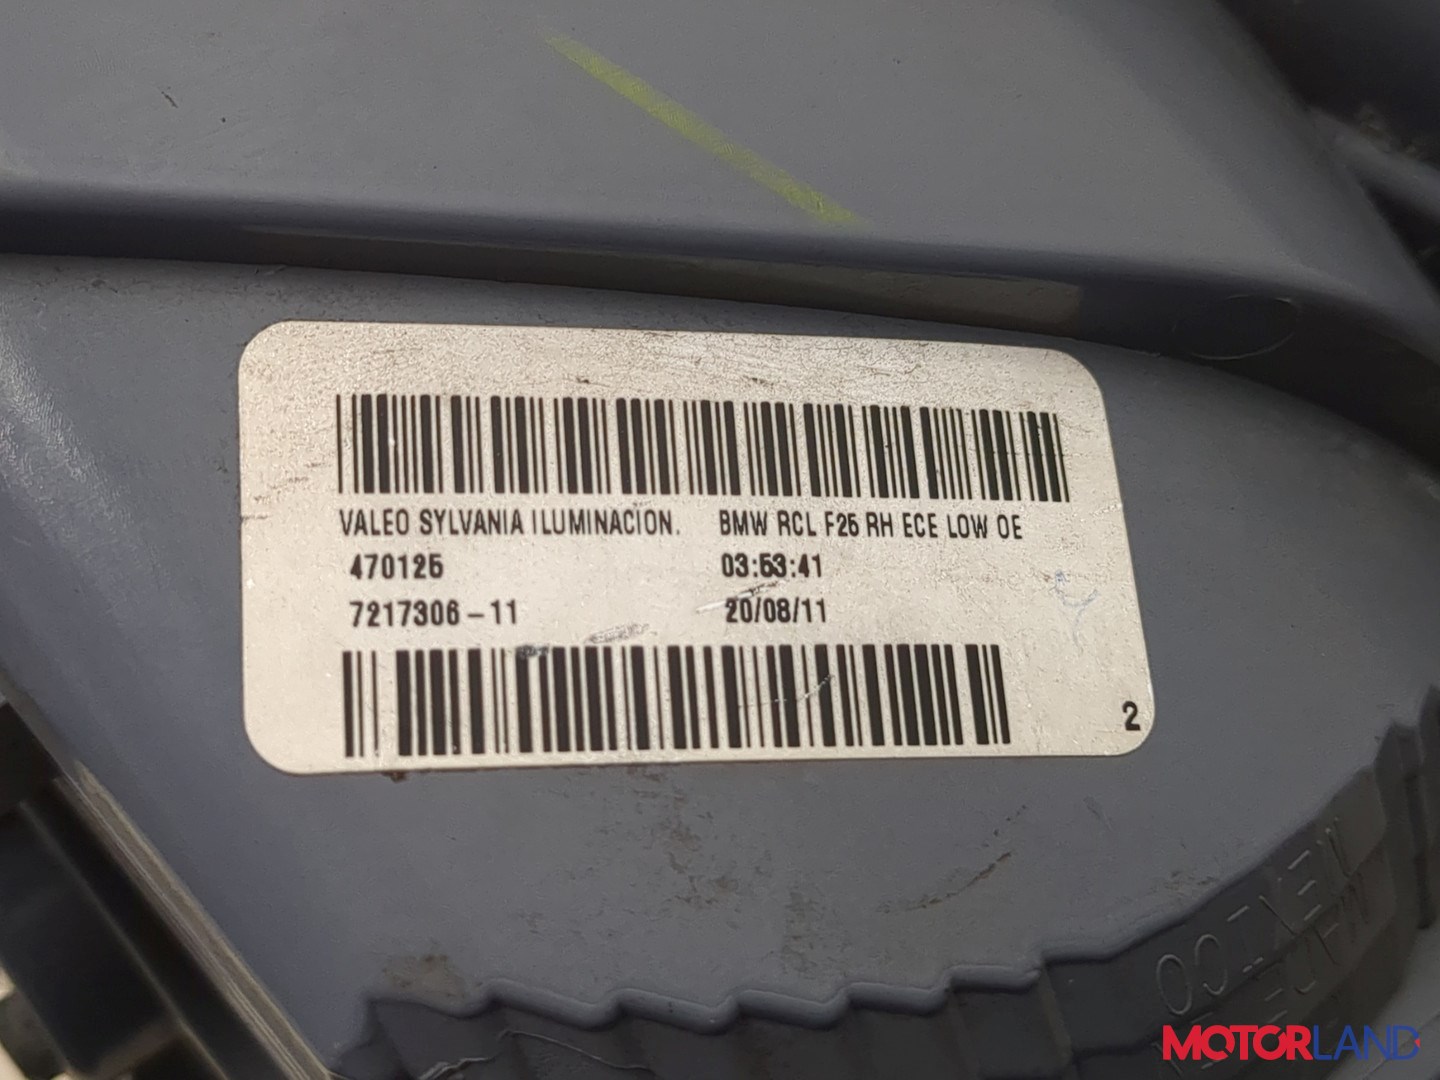 VALEO SYLVANIA ILUMINACION. BMW RCL F25 RH ECE LOW OE
470125 03:53:41
7217306-11 20/08/11
2
MEXICO
MOTORLAND